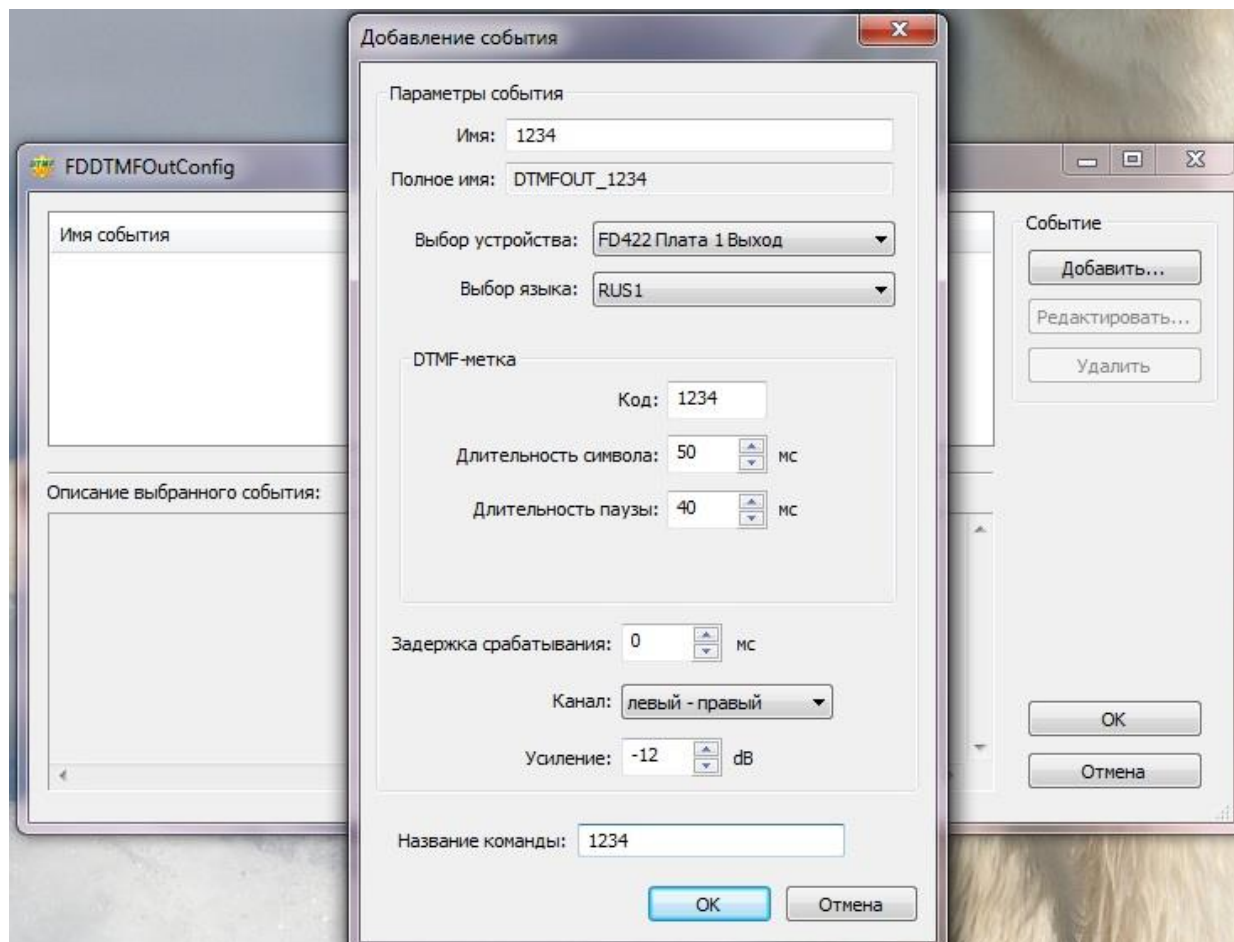 Добавление события
Параметры события
Имя: 1234
Полное имя: DTMFOUT_1234
Выбор устройства: FD422 Плата 1 Выход
Выбор языка: RUS1
DTMF-метка
Код: 1234
Длительность символа: 50 мс
Длительность паузы: 40 мс
Задержка срабатывания: 0 мс
Канал: левый - правый
Усиление: -12 dB
Название команды: 1234
OK Отмена
FDDTMFOutConfig
Имя события
Описание выбранного события:
Событие
Добавить...
Редактировать...
Удалить
OK
Отмена